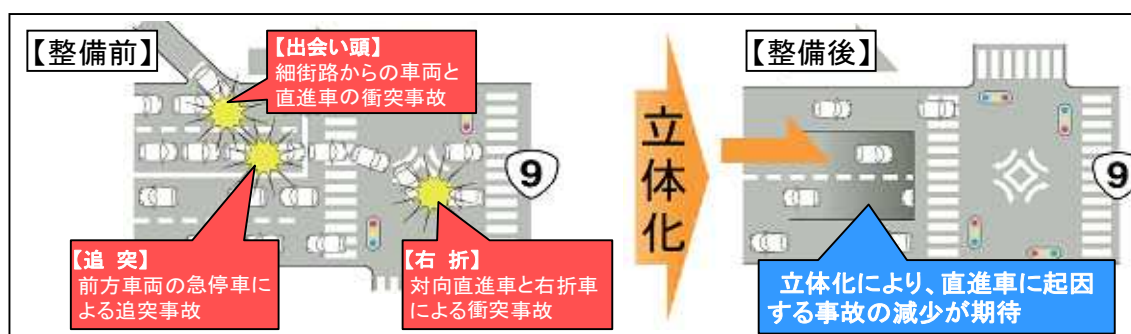 【整備前】
【出会い頭】
細街路からの車両と
直進車の衝突事故
9
【追 突】
前方車両の急停車に
よる追突事故
【右 折】
対向直進車と右折車
による衝突事故
立体化
【整備後】
9
立体化により、直進車に起因
する事故の減少が期待